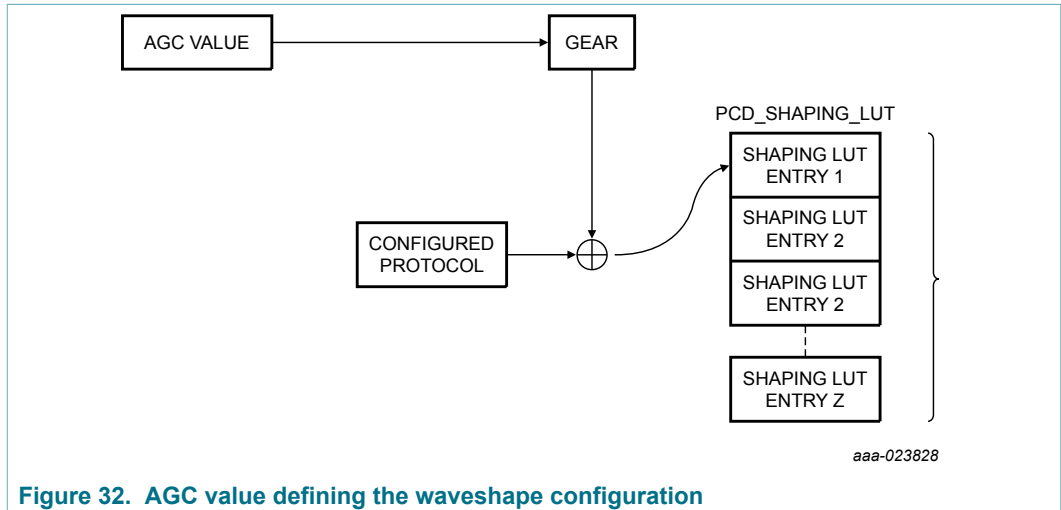 AGC VALUE
GEAR
PCD_SHAPING_LUT
SHAPING LUT
ENTRY 1
SHAPING LUT
ENTRY 2
CONFIGURED
PROTOCOL
SHAPING LUT
ENTRY 2
SHAPING LUT
ENTRY Z
aaa-023828
Figure 32. AGC value defining the waveshape configuration